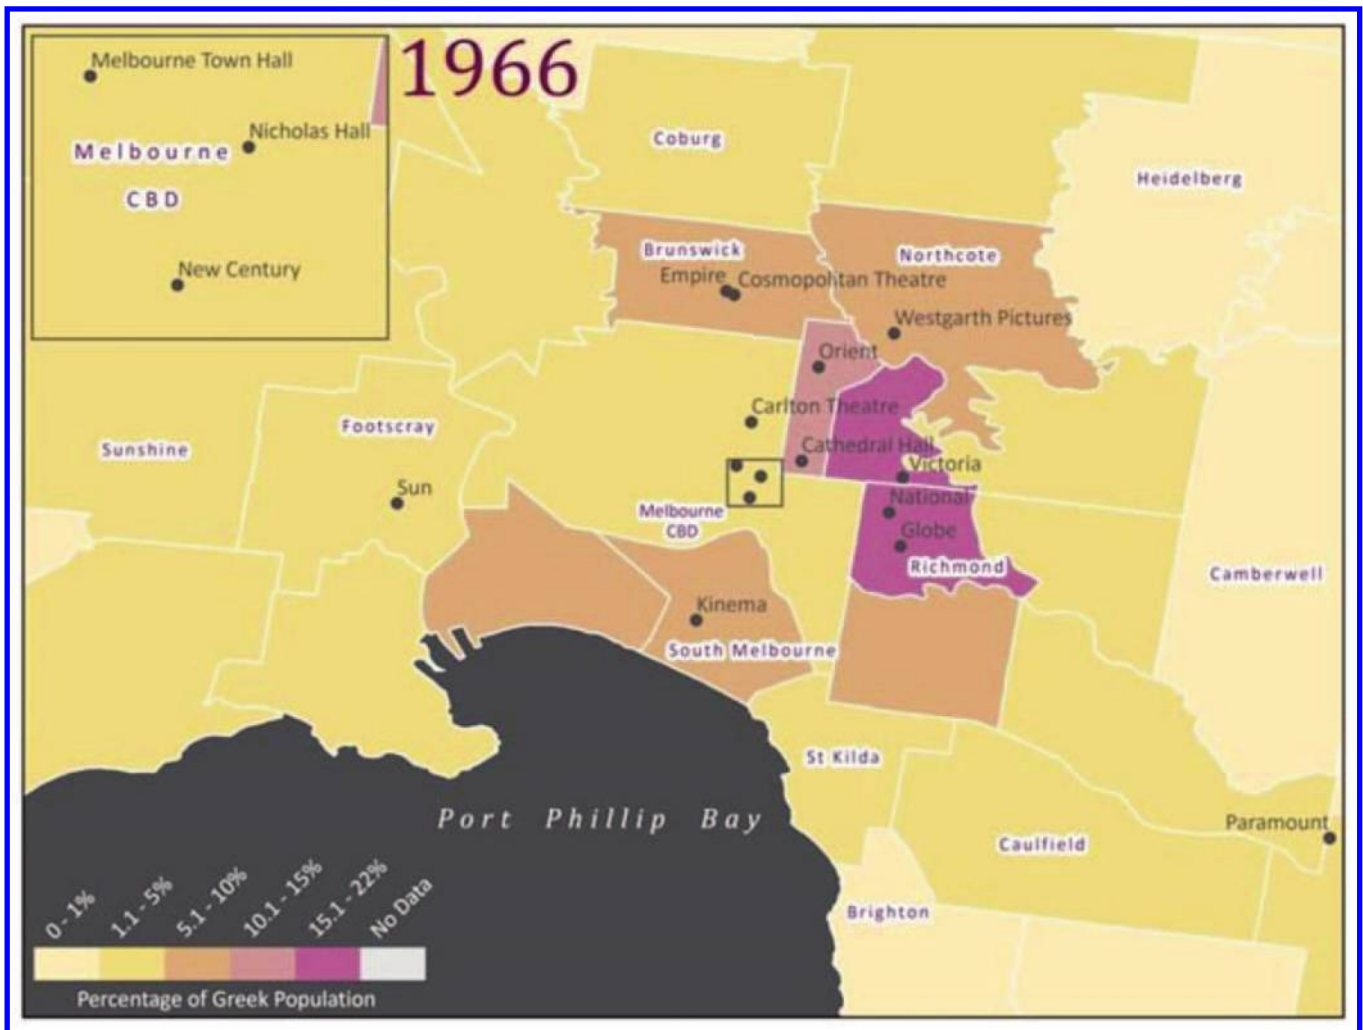 1966
Melbourne Town Hall
Nicholas Hall
Melbourne
CBD
New Century
Coburg
Heidelberg
Brunswick
Northcote
Empire
Cosmopolitan Theatre
Westgarth Pictures
Orient
Carlton Theatre
Footscray
Sunshine
Cathedral Hall
Victoria
Sun
National
Melbourne
CBD
Globe
Richmond
Camberwell
Kinema
South Melbourne
St Kilda
Port Phillip Bay
Paramount
Caulfield
Brighton
0 - 1%
1.1 - 5%
5.1 - 10%
10.1 - 15%
15.1 - 22%
No Data
Percentage of Greek Population